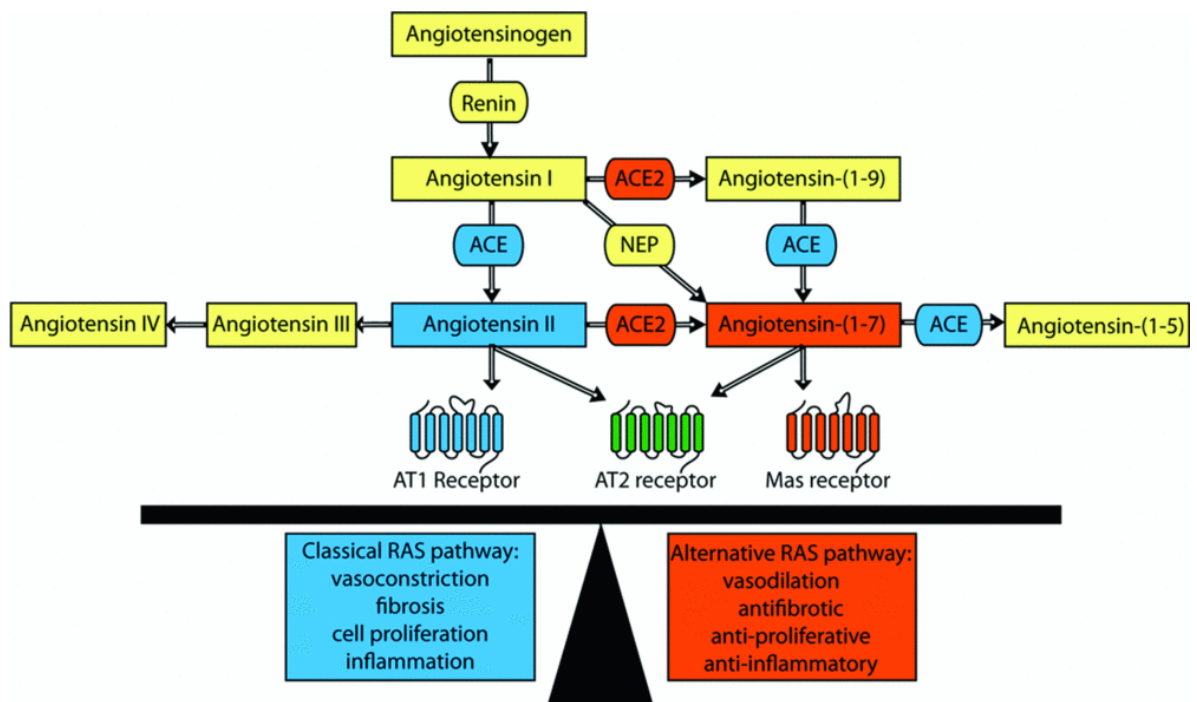 Angiotensinogen
Renin
Angiotensin I
ACE2
Angiotensin-(1-9)
ACE
NEP
ACE
Angiotensin IV
Angiotensin III
Angiotensin II
ACE2
Angiotensin-(1-7)
ACE
Angiotensin-(1-5)
AT1 Receptor
AT2 receptor
Mas receptor
Classical RAS pathway:
vasoconstriction
fibrosis
cell proliferation
inflammation
Alternative RAS pathway:
vasodilation
antifibrotic
anti-proliferative
anti-inflammatory